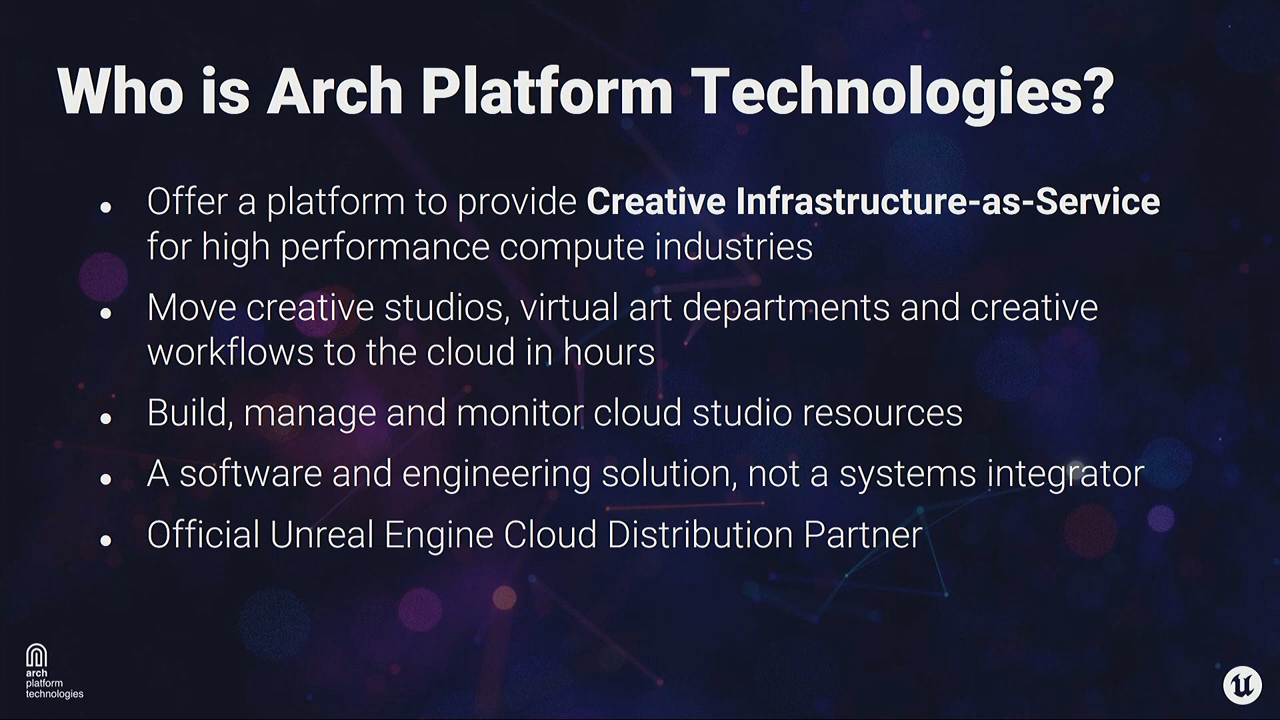 Who is Arch Platform Technologies?
Offer a platform to provide Creative Infrastructure-as-Service
for high performance compute industries
Move creative studios, virtual art departments and creative
workflows to the cloud in hours
Build, manage and monitor cloud studio resources
A software and engineering solution, not a systems integrator
Official Unreal Engine Cloud Distribution Partner
arch
platform
technologies